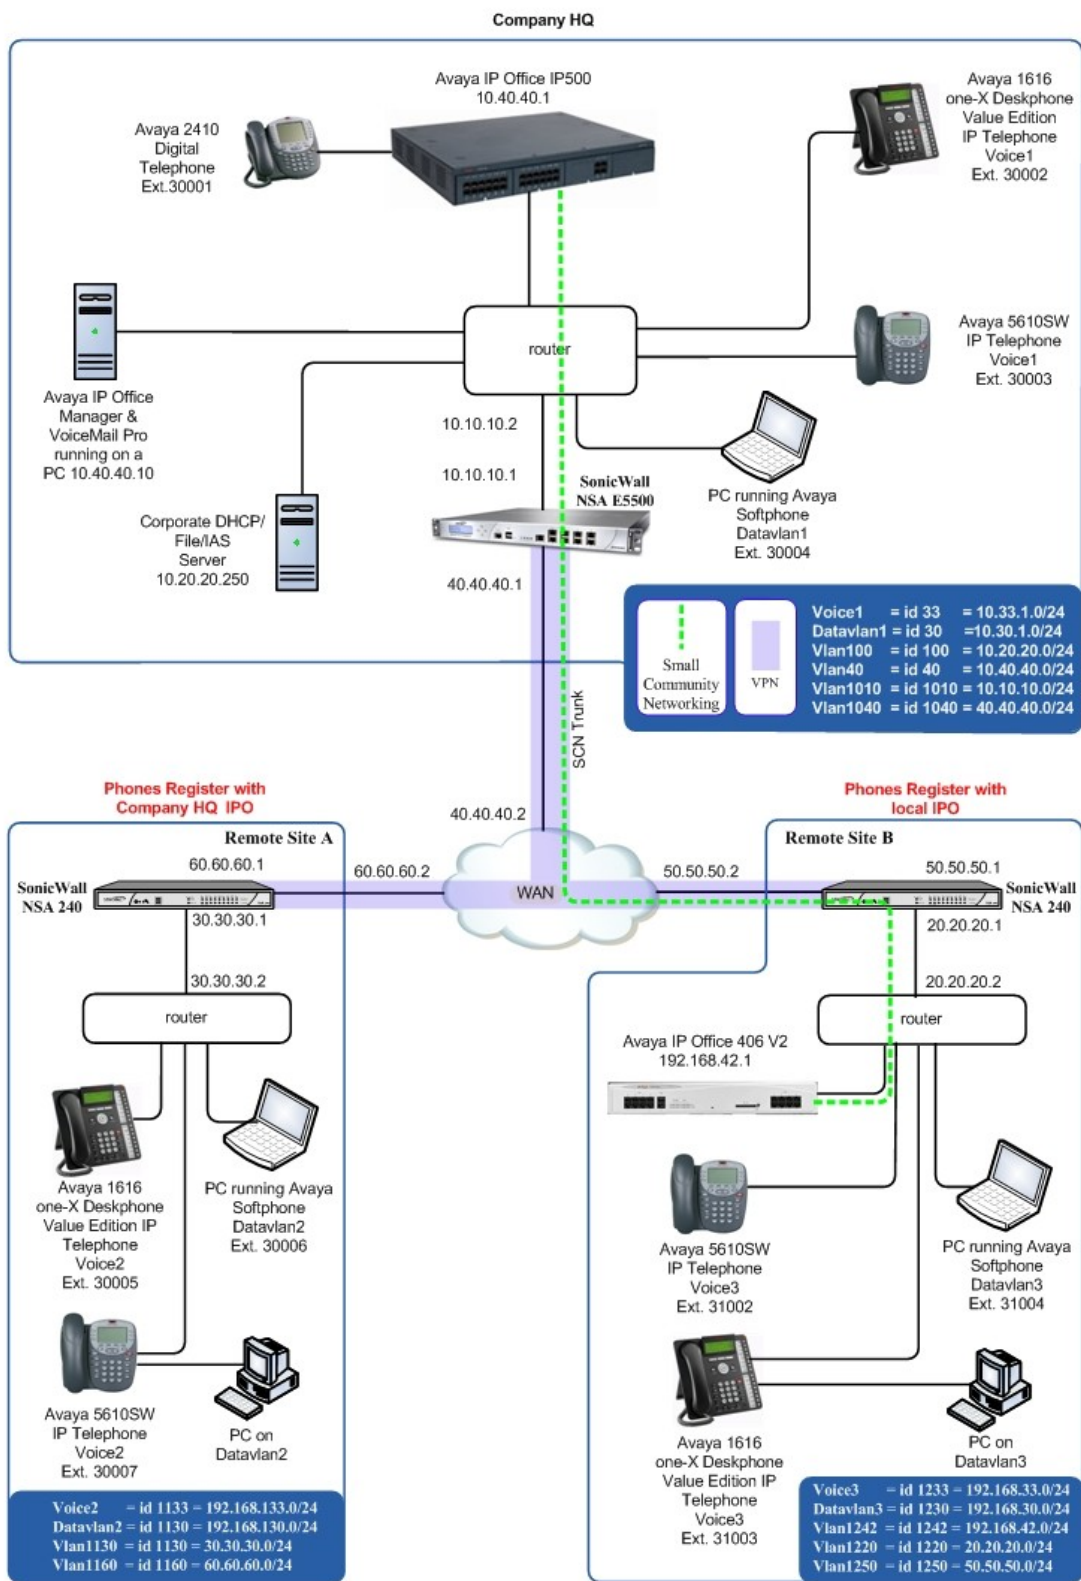 Company HQ
Avaya IP Office IP500
10.40.40.1
Avaya 2410
Digital
Telephone
Ext.30001
Avaya 1616
one-X Deskphone
Value Edition
IP Telephone
Voice1
Ext. 30002
router
Avaya 5610SW
IP Telephone
Voice1
Ext. 30003
Avaya IP Office
Manager &
VoiceMail Pro
running on a
PC 10.40.40.10
10.10.10.2
10.10.10.1
SonicWall
NSA E5500
PC running Avaya
Softphone
Datavlan1
Ext. 30004
Corporate DHCP/
File/IAS
Server
10.20.20.250
40.40.40.1
Small
Community
Networking
VPN
Voice1 = id 33 = 10.33.1.0/24
Datavlan1 = id 30 =10.30.1.0/24
Vlan100 = id 100 = 10.20.20.0/24
Vlan40 = id 40 = 10.40.40.0/24
Vlan1010 = id 1010 = 10.10.10.0/24
Vlan1040 = id 1040 = 40.40.40.0/24
SCN Trunk
40.40.40.2
WAN
Phones Register with
Company HQ IPO
Remote Site A
60.60.60.1
60.60.60.2
SonicWall
NSA 240
30.30.30.1
30.30.30.2
router
Avaya 1616
one-X Deskphone
Value Edition IP
Telephone
Voice2
Ext. 30005
PC running Avaya
Softphone
Datavlan2
Ext. 30006
Avaya 5610SW
IP Telephone
Voice2
Ext. 30007
PC on
Datavlan2
Voice2 = id 1133 = 192.168.133.0/24
Datavlan2 = id 1130 = 192.168.130.0/24
Vlan1130 = id 1130 = 30.30.30.0/24
Vlan1160 = id 1160 = 60.60.60.0/24
Phones Register with
local IPO
Remote Site B
50.50.50.2
50.50.50.1
SonicWall
NSA 240
20.20.20.1
20.20.20.2
router
Avaya IP Office 406 V2
192.168.42.1
Avaya 5610SW
IP Telephone
Voice3
Ext. 31002
PC running Avaya
Softphone
Datavlan3
Ext. 31004
Avaya 1616
one-X Deskphone
Value Edition IP
Telephone
Voice3
Ext. 31003
PC on
Datavlan3
Voice3 = id 1233 = 192.168.33.0/24
Datavlan3 = id 1230 = 192.168.30.0/24
Vlan1242 = id 1242 = 192.168.42.0/24
Vlan1220 = id 1220 = 20.20.20.0/24
Vlan1250 = id 1250 = 50.50.50.0/24